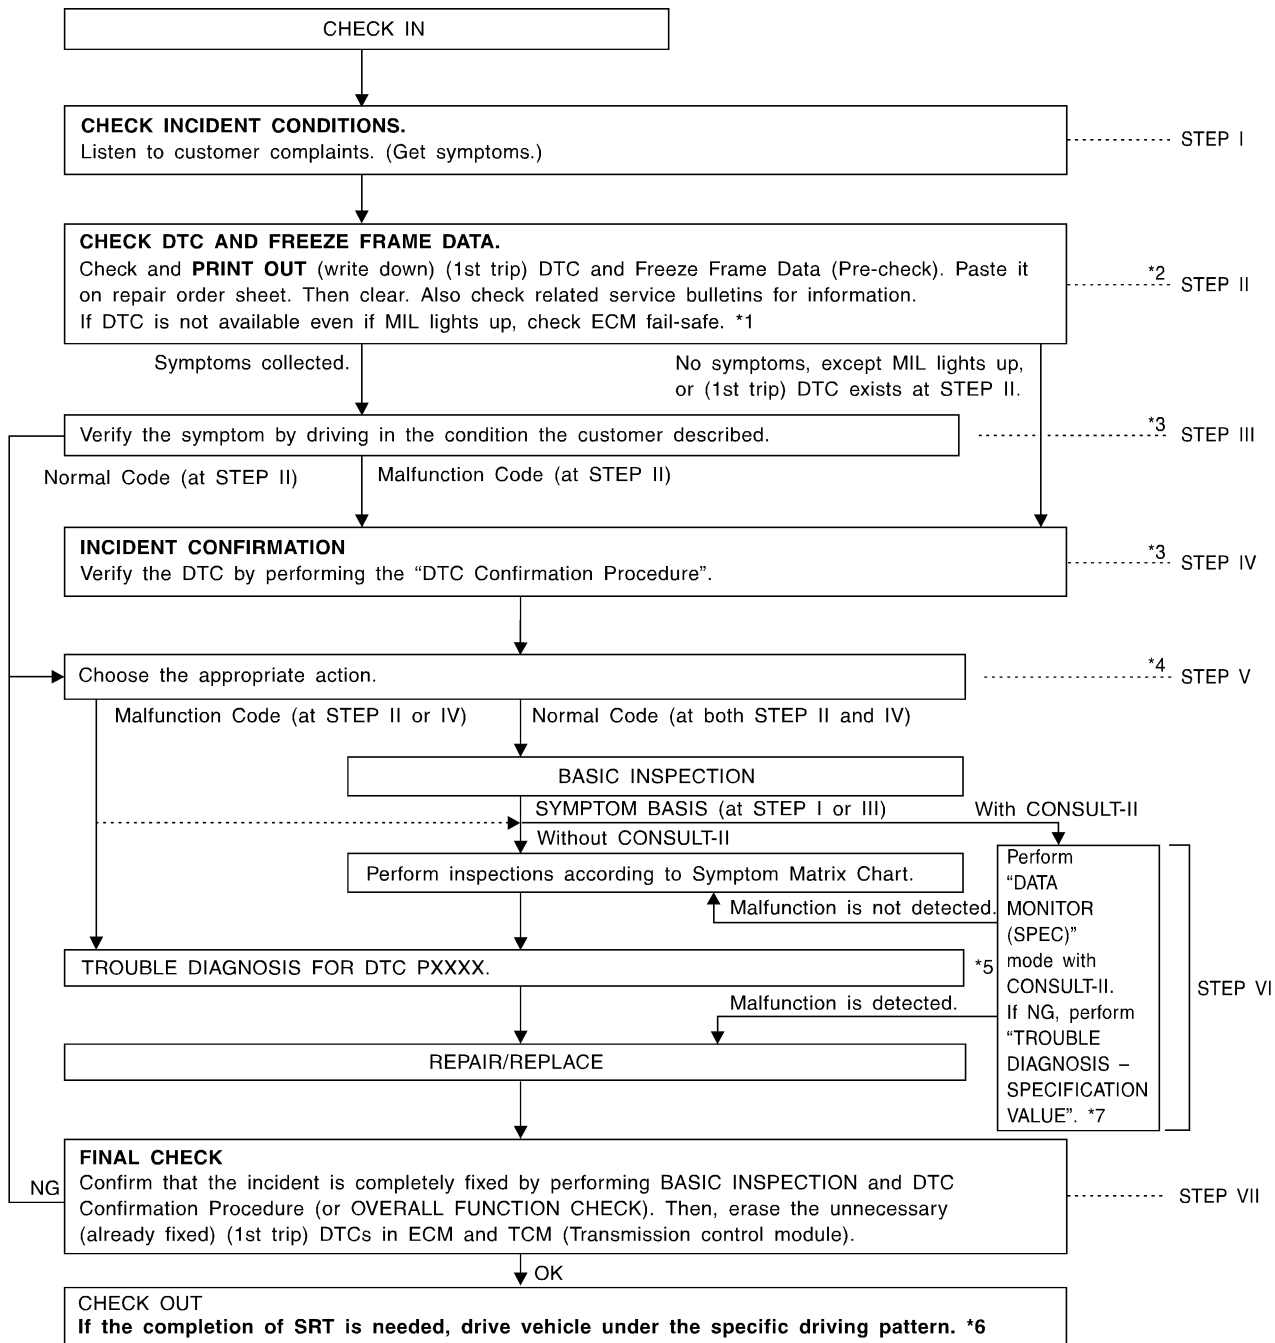 CHECK IN
CHECK INCIDENT CONDITIONS.
Listen to customer complaints. (Get symptoms.)
STEP I
CHECK DTC AND FREEZE FRAME DATA.
Check and PRINT OUT (write down) (1st trip) DTC and Freeze Frame Data (Pre-check). Paste it
on repair order sheet. Then clear. Also check related service bulletins for information.
If DTC is not available even if MIL lights up, check ECM fail-safe. *1
*2
STEP II
Symptoms collected.
No symptoms, except MIL lights up,
or (1st trip) DTC exists at STEP II.
Verify the symptom by driving in the condition the customer described.
*3
STEP III
Normal Code (at STEP II)
Malfunction Code (at STEP II)
INCIDENT CONFIRMATION
Verify the DTC by performing the “DTC Confirmation Procedure”.
*3
STEP IV
Choose the appropriate action.
*4
STEP V
Malfunction Code (at STEP II or IV)
Normal Code (at both STEP II and IV)
BASIC INSPECTION
SYMPTOM BASIS (at STEP I or III)
With CONSULT-II
Without CONSULT-II
Perform inspections according to Symptom Matrix Chart.
Perform
“DATA
MONITOR
(SPEC)”
mode with
CONSULT-II.
If NG, perform
“TROUBLE
DIAGNOSIS –
SPECIFICATION
VALUE”. *7
STEP VI
Malfunction is not detected.
TROUBLE DIAGNOSIS FOR DTC PXXXX.
*5
Malfunction is detected.
REPAIR/REPLACE
FINAL CHECK
Confirm that the incident is completely fixed by performing BASIC INSPECTION and DTC
Confirmation Procedure (or OVERALL FUNCTION CHECK). Then, erase the unnecessary
(already fixed) (1st trip) DTCs in ECM and TCM (Transmission control module).
NG
STEP VII
OK
CHECK OUT
If the completion of SRT is needed, drive vehicle under the specific driving pattern. *6